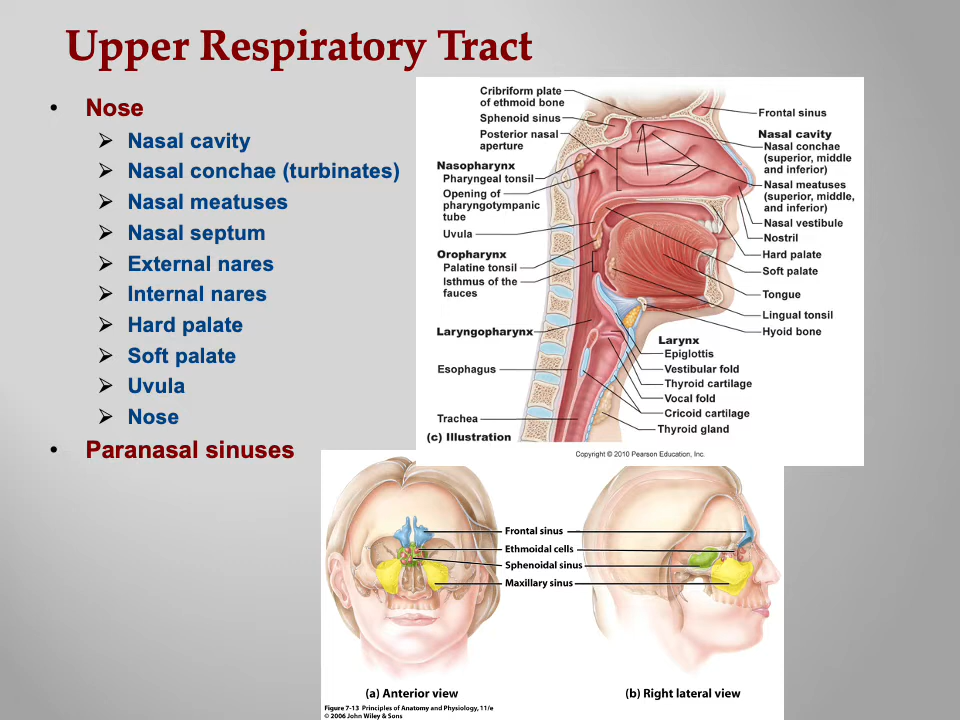 Upper Respiratory Tract
• Nose
➢ Nasal cavity
➢ Nasal conchae (turbinates)
➢ Nasal meatuses
➢ Nasal septum
➢ External nares
➢ Internal nares
➢ Hard palate
➢ Soft palate
➢ Uvula
➢ Nose
• Paranasal sinuses
Cribriform plate
of ethmoid bone
Sphenoid sinus
Posterior nasal
aperture
Nasopharynx
Pharyngeal tonsil
Opening of
pharyngotympanic
tube
Uvula
Oropharynx
Palatine tonsil
Isthmus of the
fauces
Laryngopharynx
Esophagus
Trachea
(c) Illustration
Frontal sinus
Nasal cavity
Nasal conchae
(superior, middle
and inferior)
Nasal meatuses
(superior, middle,
and inferior)
Nasal vestibule
Nostril
Hard palate
Soft palate
Tongue
Lingual tonsil
Hyoid bone
Larynx
Epiglottis
Vestibular fold
Thyroid cartilage
Vocal fold
Cricoid cartilage
Thyroid gland
Copyright © 2010 Pearson Education, Inc.
Frontal sinus
Ethmoidal cells
Sphenoidal sinus
Maxillary sinus
(a) Anterior view
(b) Right lateral view
Figure 7-13 Principles of Anatomy and Physiology, 11/e
© 2006 John Wiley & Sons